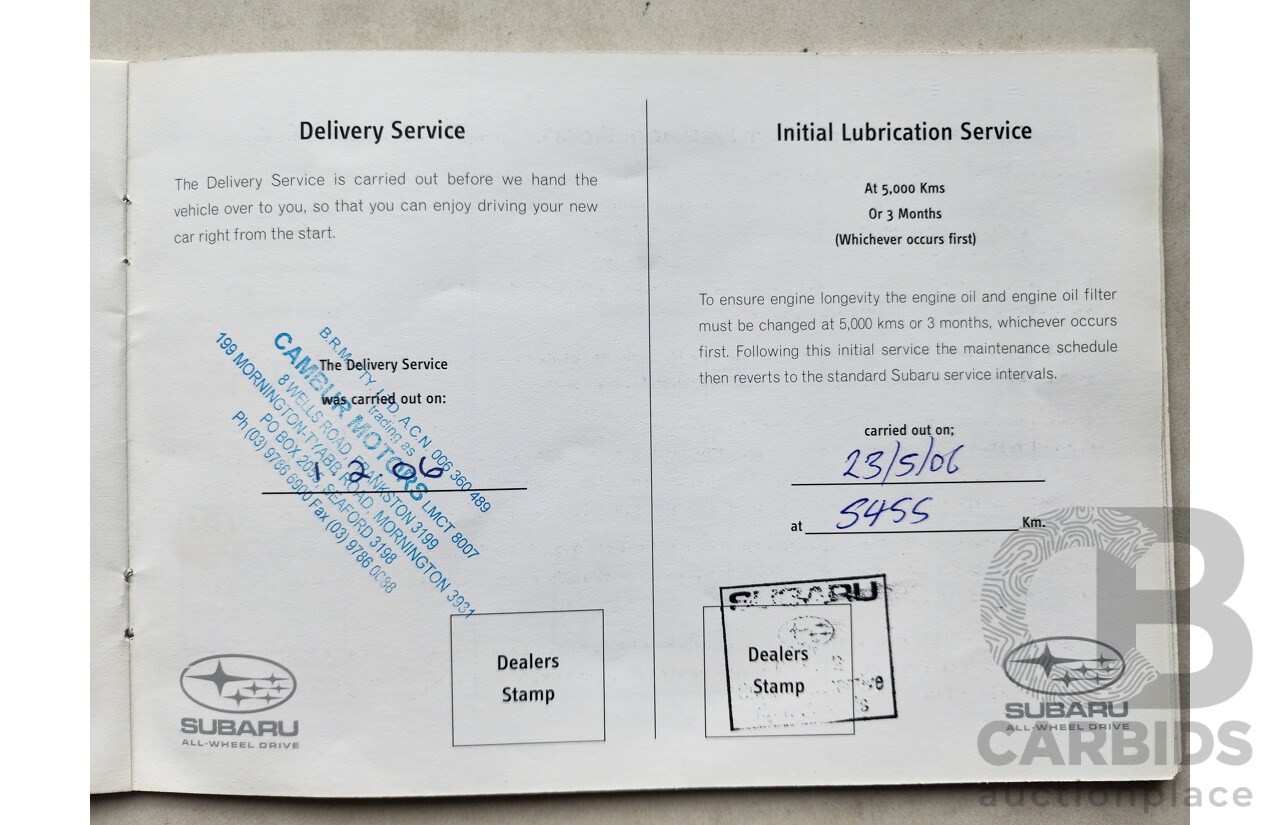 Delivery Service
The Delivery Service is carried out before we hand the
vehicle over to you, so that you can enjoy driving your new
car right from the start.
The Delivery Service
was carried out on:
1 2.06
B.R.M. PTY. LTD. A.C.N. 006 360 489
trading as
CAMBUR MOTORS LMCT 8007
8 WELLS ROAD, FRANKSTON 3199
199 MORNINGTON-TYABB ROAD, MORNINGTON 3931
PO BOX 2095, SEAFORD 3198
Ph (03) 9786 6900 Fax (03) 9786 0088
Dealers
Stamp
SUBARU
ALL-WHEEL DRIVE
Initial Lubrication Service
At 5,000 Kms
Or 3 Months
(Whichever occurs first)
To ensure engine longevity the engine oil and engine oil filter
must be changed at 5,000 kms or 3 months, whichever occurs
first. Following this initial service the maintenance schedule
then reverts to the standard Subaru service intervals.
carried out on;
23/5/06
at 5455 Km.
SUBARU
Dealers
Stamp
SUBARU
ALL-WHEEL DRIVE
CB
CARBIDS
auctionplace